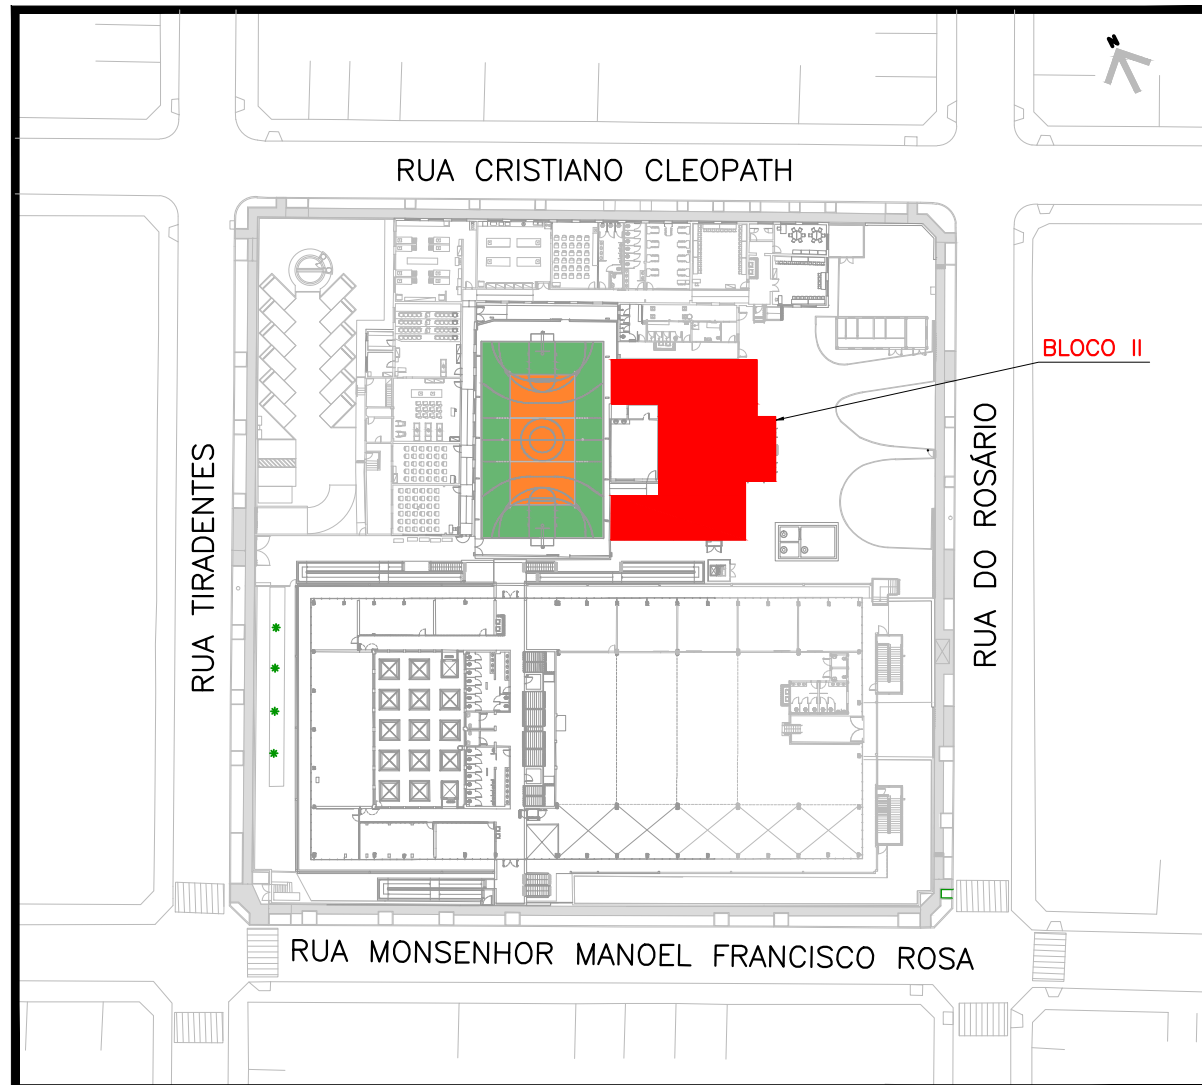 N
RUA CRISTIANO CLEOPATH
BLOCO II
RUA TIRADENTES
RUA DO ROSÁRIO
RUA MONSENHOR MANOEL FRANCISCO ROSA